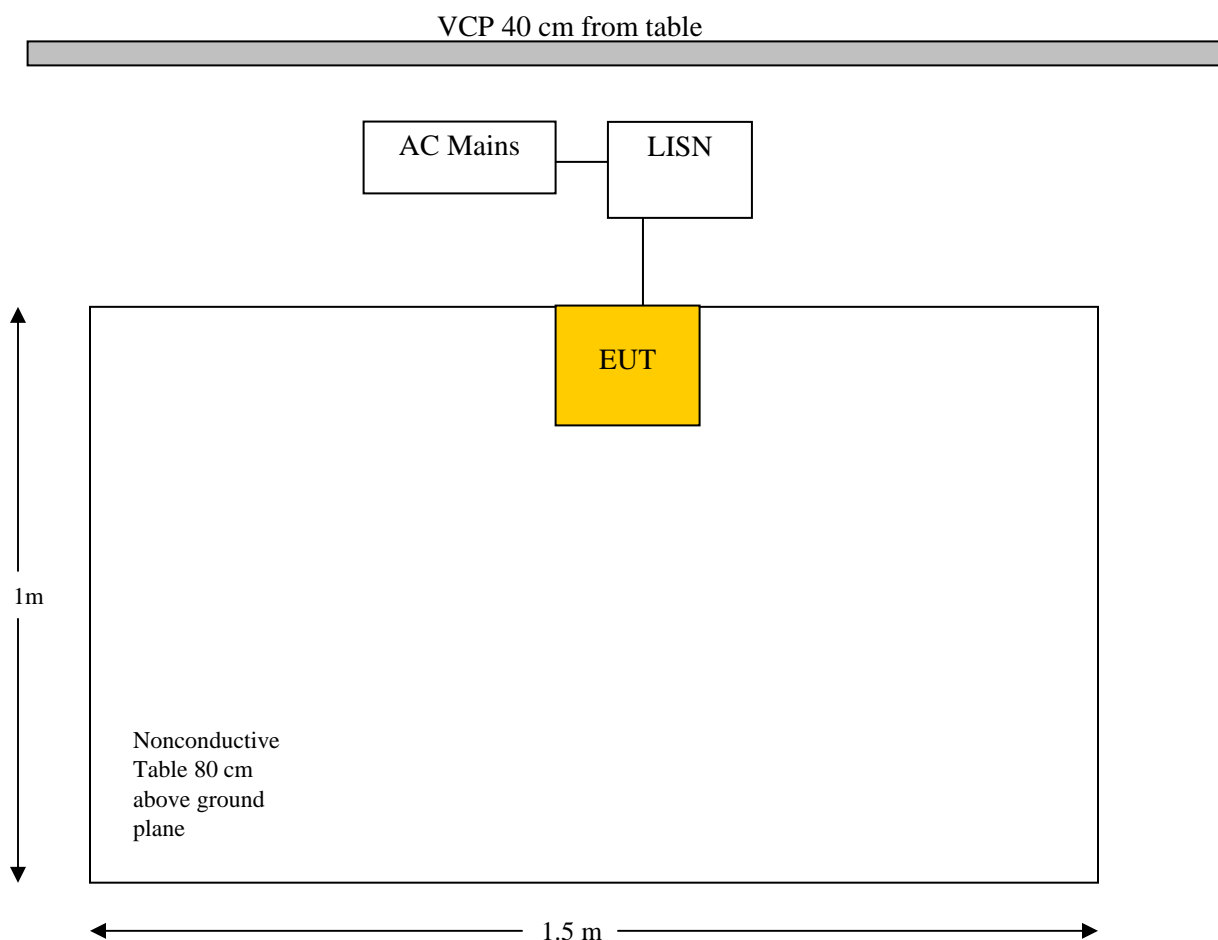 VCP 40 cm from table
AC Mains
LISN
EUT
1m
Nonconductive
Table 80 cm
above ground
plane
1.5 m